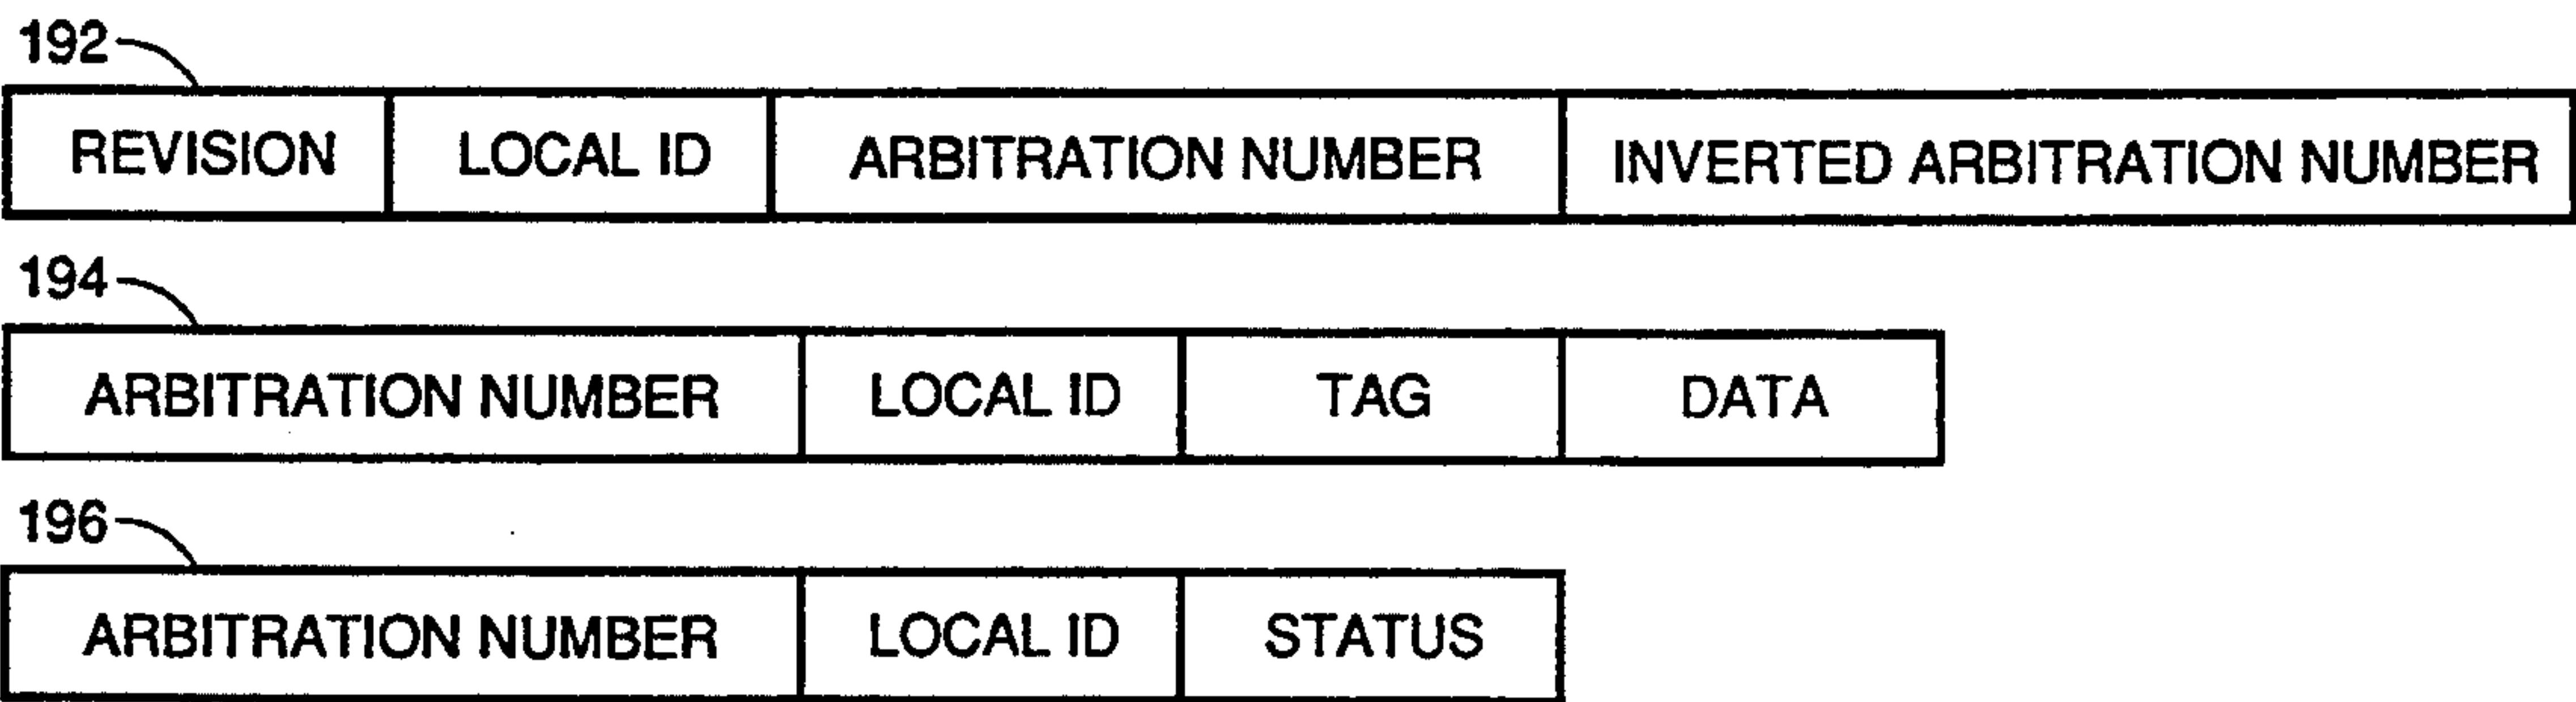 192
REVISION LOCAL ID ARBITRATION NUMBER INVERTED ARBITRATION NUMBER
194
ARBITRATION NUMBER LOCAL ID TAG DATA
196
ARBITRATION NUMBER LOCAL ID STATUS